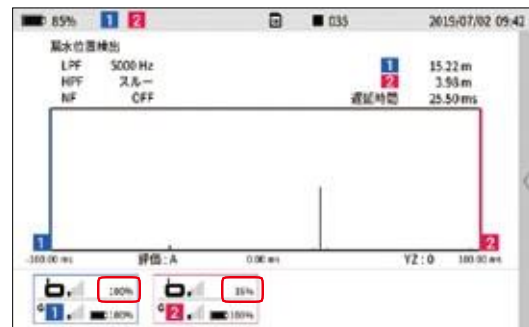 85% 1 2 035 2019/07/02 09:42
漏水位置検出
LPF 5000 Hz 1 15.22 m
HPF スルー 2 3.98 m
NF OFF 遅延時間 25.50 ms
1 2
-100.00 ms 評価:A 0.00 ms YZ:0 100.00 ms
100% 35%
G 1 100% G 2 100%